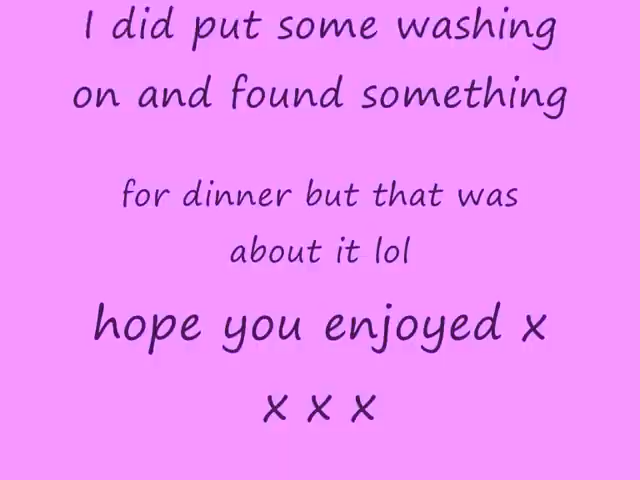 I did put some washing
on and found something
for dinner but that was
about it lol
hope you enjoyed x
x x x